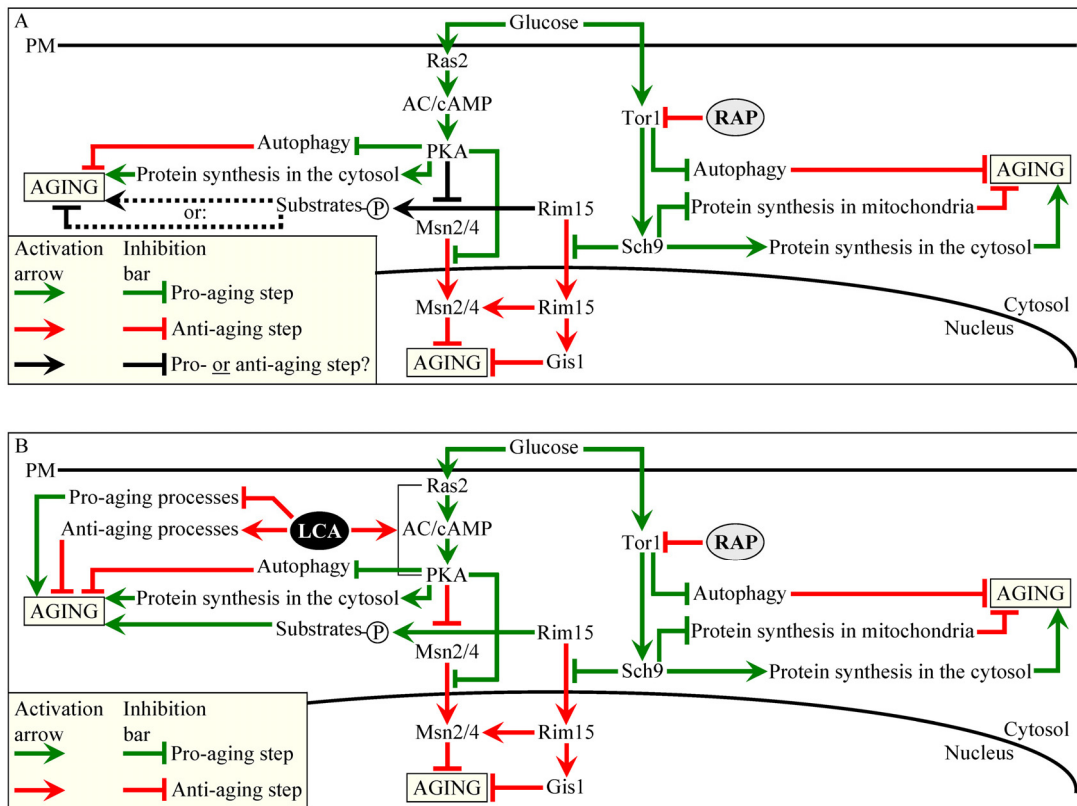 A
Glucose
PM
Ras2
AC/cAMP
Tor1
RAP
Autophagy
PKA
Autophagy
Protein synthesis in the cytosol
AGING
AGING
or:
Substrates
P
Rim15
Protein synthesis in mitochondria
Msn2/4
Sch9
Protein synthesis in the cytosol
Activation arrow
Inhibition bar
Pro-aging step
Anti-aging step
Pro- or anti-aging step?
Msn2/4
Rim15
Cytosol
Nucleus
AGING
Gis1
B
Glucose
PM
Pro-aging processes
Ras2
Anti-aging processes
LCA
AC/cAMP
Tor1
RAP
Autophagy
PKA
Autophagy
AGING
Protein synthesis in the cytosol
AGING
Substrates
P
Rim15
Protein synthesis in mitochondria
Msn2/4
Sch9
Protein synthesis in the cytosol
Activation arrow
Inhibition bar
Pro-aging step
Anti-aging step
Msn2/4
Rim15
Cytosol
Nucleus
AGING
Gis1